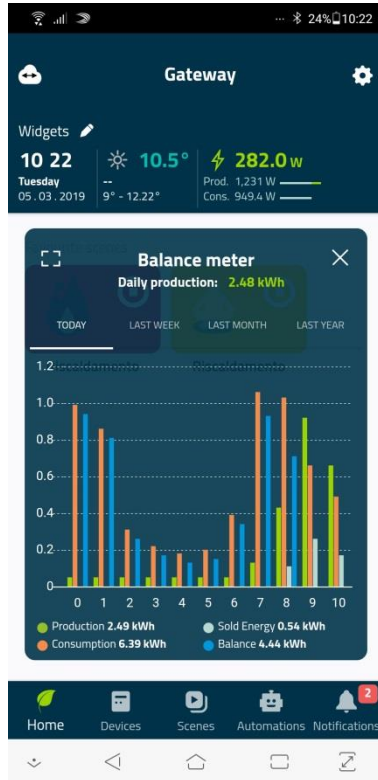 24% 10:22
Gateway
Widgets
10 22
10.5°
282.0 W
Tuesday
--
Prod. 1,231 W
05.03.2019
9° - 12.22°
Cons. 949.4 W
Balance meter
Daily production: 2.48 kWh
TODAY
LAST WEEK
LAST MONTH
LAST YEAR
1.2
Riscaldamento
Riscaldamento
1.0
0.8
0.6
0.4
0.2
0
0 1 2 3 4 5 6 7 8 9 10
Production 2.49 kWh
Sold Energy 0.54 kWh
Consumption 6.39 kWh
Balance 4.44 kWh
2
Home
Devices
Scenes
Automations
Notifications